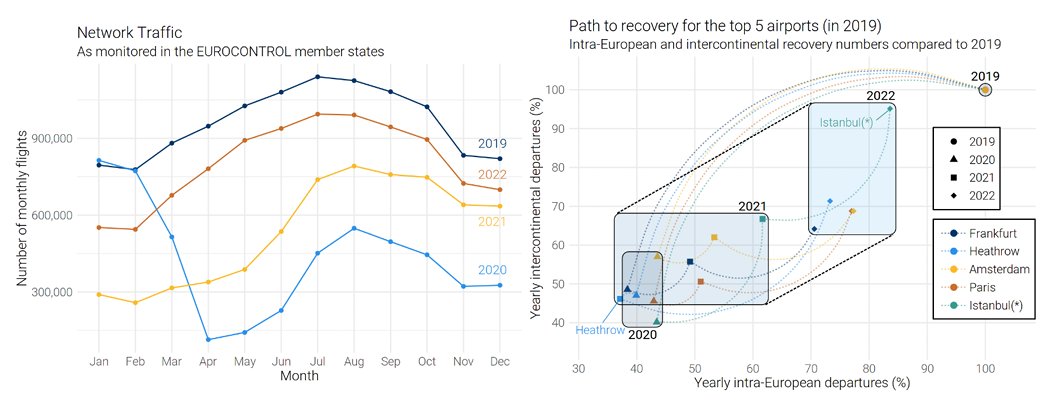 Network Traffic
As monitored in the EUROCONTROL member states
Number of monthly flights
900,000
600,000
300,000
2019
2022
2021
2020
Jan Feb Mar Apr May Jun Jul Aug Sep Oct Nov Dec
Month
Path to recovery for the top 5 airports (in 2019)
Intra-European and intercontinental recovery numbers compared to 2019
Yearly intercontinental departures (%)
100
90
80
70
60
50
40
2019
2022
Istanbul(*)
2021
Heathrow
2020
2019
2020
2021
2022
Frankfurt
Heathrow
Amsterdam
Paris
Istanbul(*)
30 40 50 60 70 80 90 100
Yearly intra-European departures (%)